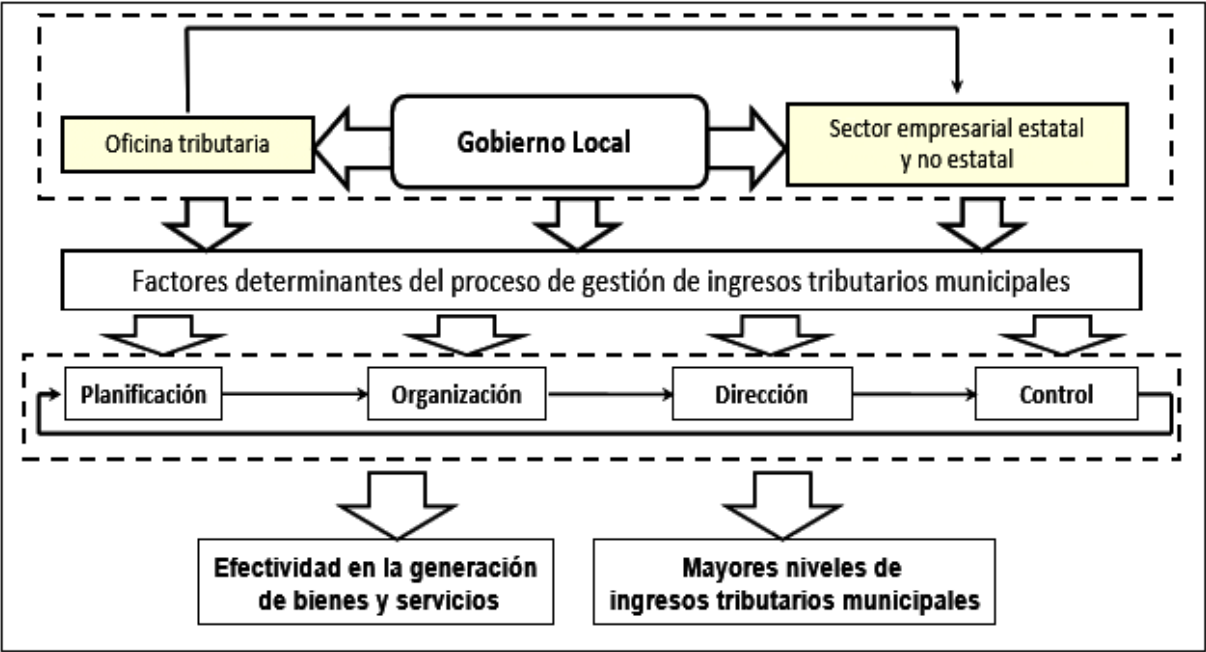 Oficina tributaria
Gobierno Local
Sector empresarial estatal
y no estatal
Factores determinantes del proceso de gestión de ingresos tributarios municipales
Planificación
Organización
Dirección
Control
Efectividad en la generación
de bienes y servicios
Mayores niveles de
ingresos tributarios municipales